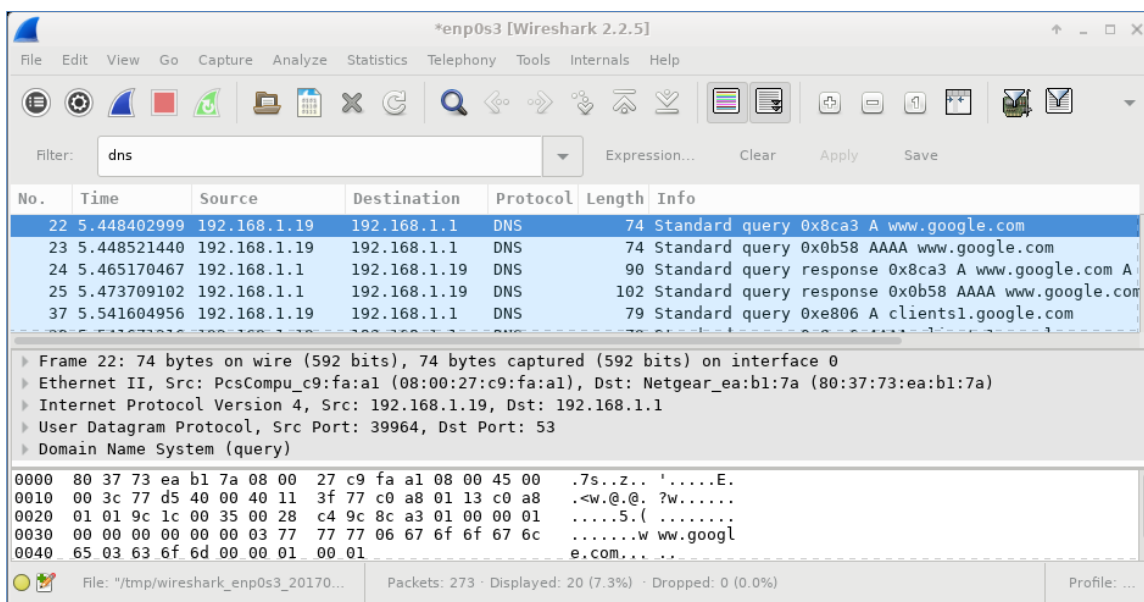 *enp0s3 [Wireshark 2.2.5]
File Edit View Go Capture Analyze Statistics Telephony Tools Internals Help
Filter: dns Expression... Clear Apply Save
No. Time Source Destination Protocol Length Info
22 5.448402999 192.168.1.19 192.168.1.1 DNS 74 Standard query 0x8ca3 A www.google.com
23 5.448521440 192.168.1.19 192.168.1.1 DNS 74 Standard query 0x0b58 AAAA www.google.com
24 5.465170467 192.168.1.1 192.168.1.19 DNS 90 Standard query response 0x8ca3 A www.google.com A
25 5.473709102 192.168.1.1 192.168.1.19 DNS 102 Standard query response 0x0b58 AAAA www.google.com
37 5.541604956 192.168.1.19 192.168.1.1 DNS 79 Standard query 0xe806 A clients1.google.com
Frame 22: 74 bytes on wire (592 bits), 74 bytes captured (592 bits) on interface 0
Ethernet II, Src: PcsCompu_c9:fa:a1 (08:00:27:c9:fa:a1), Dst: Netgear_ea:b1:7a (80:37:73:ea:b1:7a)
Internet Protocol Version 4, Src: 192.168.1.19, Dst: 192.168.1.1
User Datagram Protocol, Src Port: 39964, Dst Port: 53
Domain Name System (query)
0000 80 37 73 ea b1 7a 08 00 27 c9 fa a1 08 00 45 00 .7s..z.. '.....E.
0010 00 3c 77 d5 40 00 40 11 3f 77 c0 a8 01 13 c0 a8 .<w.@.@. ?w......
0020 01 01 9c 1c 00 35 00 28 c4 9c 8c a3 01 00 00 01 .....5.( ........
0030 00 00 00 00 00 00 03 77 77 77 06 67 6f 6f 67 6c .......w ww.googl
0040 65 03 63 6f 6d 00 00 01 00 01 e.com... ..
File: "/tmp/wireshark_enp0s3_20170... Packets: 273 · Displayed: 20 (7.3%) · Dropped: 0 (0.0%) Profile: ...